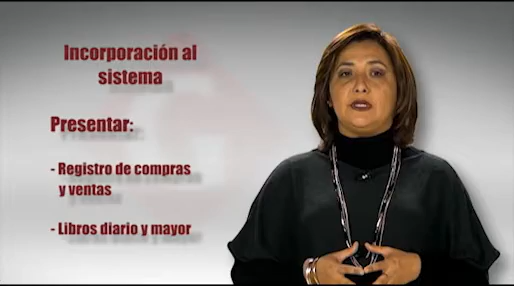 Incorporación al
sistema
Presentar:
- Registro de compras
y ventas
- Libros diario y mayor